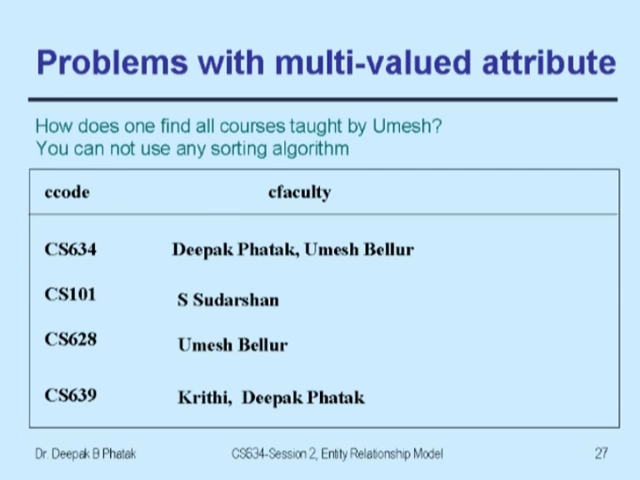 Problems with multi-valued attribute
How does one find all courses taught by Umesh?
You can not use any sorting algorithm
ccode cfaculty
CS634 Deepak Phatak, Umesh Bellur
CS101 S Sudarshan
CS628 Umesh Bellur
CS639 Krithi, Deepak Phatak
Dr. Deepak B Phatak CS634-Session 2, Entity Relationship Model 27